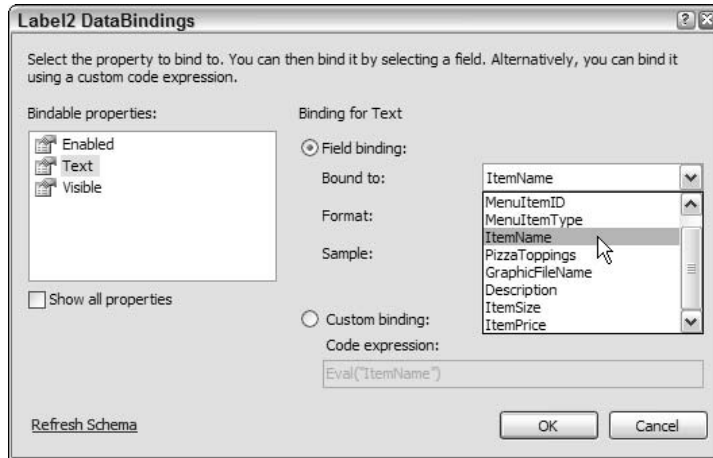 Label2 DataBindings
Select the property to bind to. You can then bind it by selecting a field. Alternatively, you can bind it
using a custom code expression.
Bindable properties:
Enabled
Text
Visible
Show all properties
Binding for Text
Field binding:
Bound to:
ItemName
Format:
Sample:
MenuItemID
MenuItemType
ItemName
PizzaToppings
GraphicFileName
Description
ItemSize
ItemPrice
Custom binding:
Code expression:
Eval("ItemName")
Refresh Schema
OK
Cancel